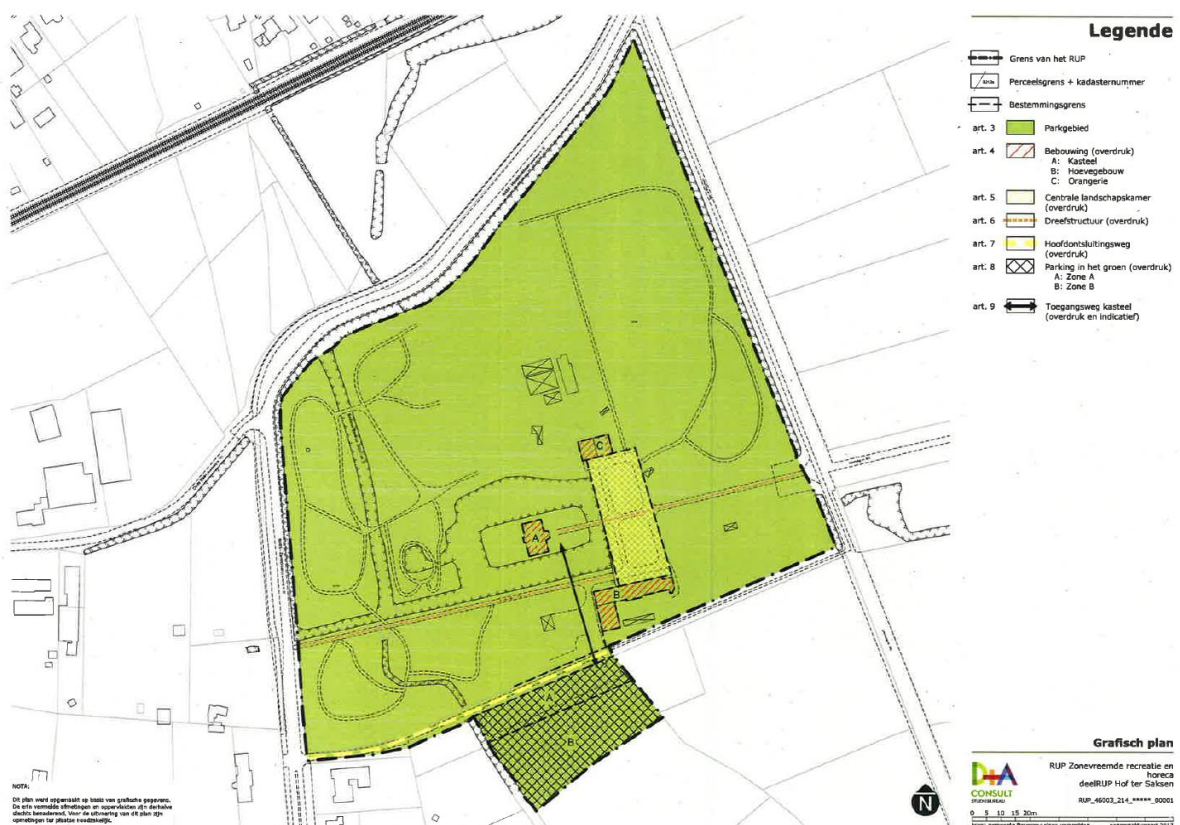 Legende
Grens van het RUP
Perceelsgrens + kadasternummer
Bestemmingsgrens
art. 3 Parkgebied
art. 4 Bebouwing (overdruk)
A: Kasteel
B: Hoevegebouw
C: Orangerie
art. 5 Centrale landschapskamer
(overdruk)
art. 6 Dreefstructuur (overdruk)
art. 7 Hoofdontsluitingsweg
(overdruk)
art. 8 Parking in het groen (overdruk)
A: Zone A
B: Zone B
art. 9 Toegangsweg kasteel
(overdruk en indicatief)
C
A
B
A
B
N
NOTA:
Dit plan werd opgemaakt op basis van grafische gegevens.
De erin vermelde afmetingen en oppervlakten zijn derhalve
slechts benaderend. Voor de uitvoering van dit plan zijn
opmetingen ter plaatse noodzakelijk.
Grafisch plan
D+A
CONSULT
STUDIEBUREAU
RUP Zonevreemde recreatie en
horeca
deelRUP Hof ter Saksen
RUP_46003_214_*****_00001
0 5 10 15 20m